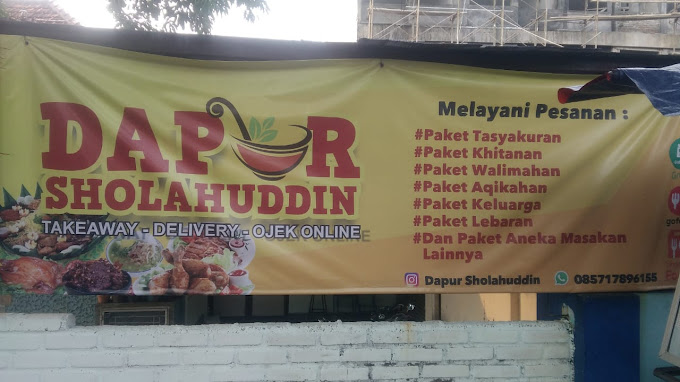 DAPUR
SHOLAHUDDIN
TAKEAWAY - DELIVERY - OJEK ONLINE
Melayani Pesanan :
#Paket Tasyakuran
#Paket Khitanan
#Paket Walimahan
#Paket Aqikahan
#Paket Keluarga
#Paket Lebaran
#Dan Paket Aneka Masakan
Lainnya
Dapur Sholahuddin
085717896155